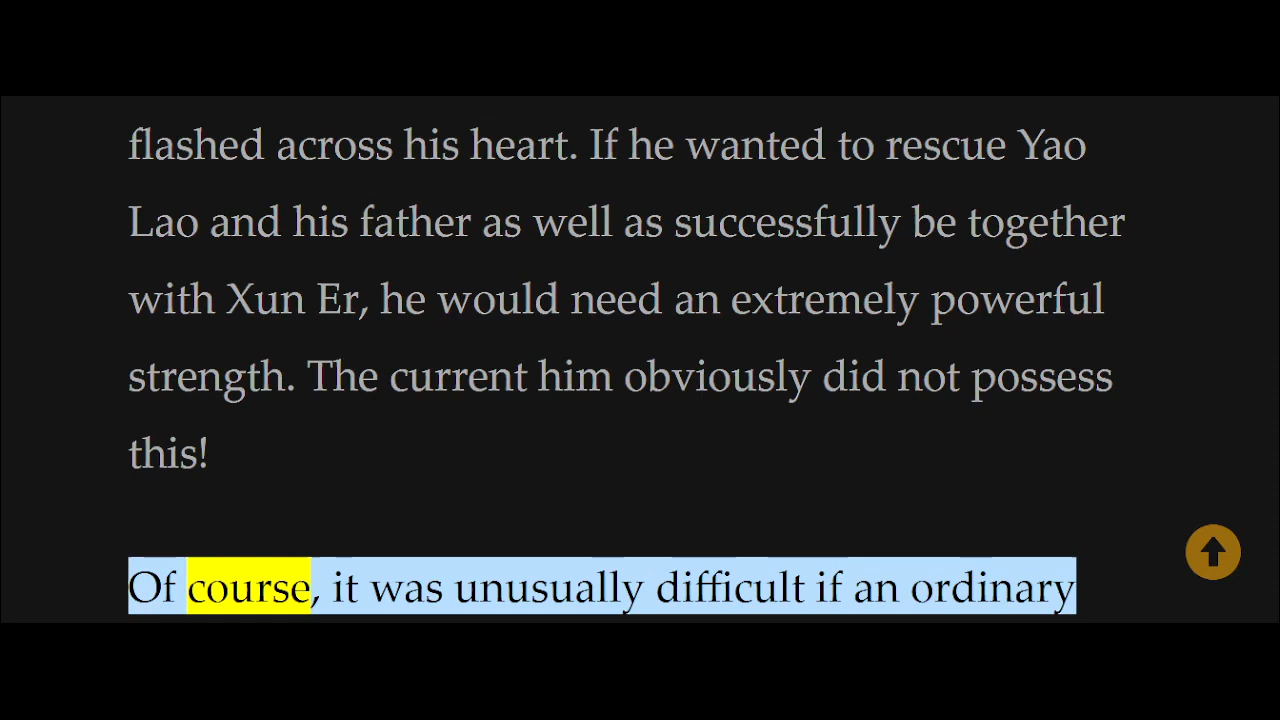 flashed across his heart. If he wanted to rescue Yao
Lao and his father as well as successfully be together
with Xun Er, he would need an extremely powerful
strength. The current him obviously did not possess
this!
Of course, it was unusually difficult if an ordinary